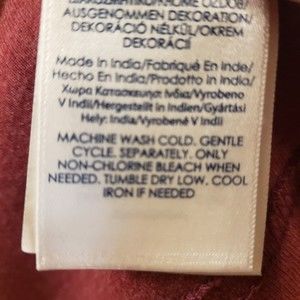 AUSGENOMMEN DEKORATION/
DEKORÁCIÓ NÉLKÜL/OKREM
DEKORÁCIÍ
Made in India/Fabriqué En Inde/
Hecho En India/Prodotto in India/
Χώρα Κατασκευής Ινδία/Vyrobeno
V Indii/Hergestellt in Indien/Gyártási
Hely: India/Vyrobené V Indii
MACHINE WASH COLD. GENTLE
CYCLE. SEPARATELY. ONLY
NON-CHLORINE BLEACH WHEN
NEEDED. TUMBLE DRY LOW. COOL
IRON IF NEEDED